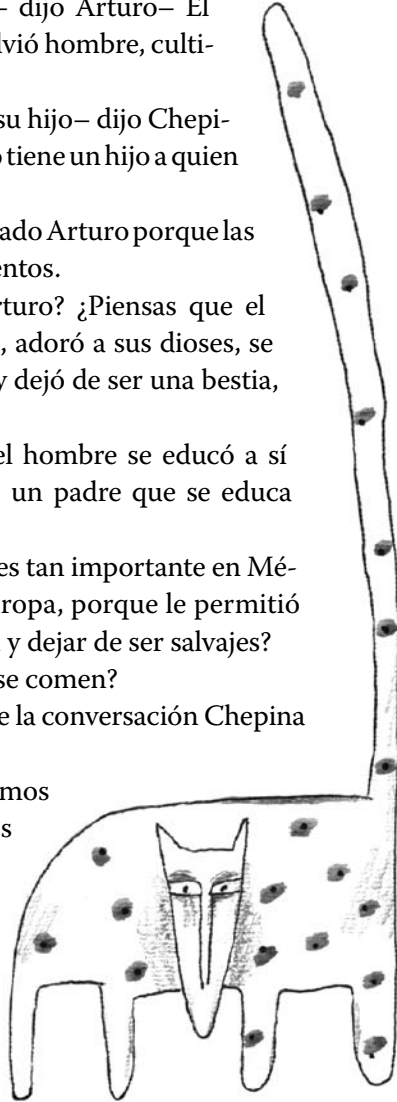 – dijo Arturo– El
lvió hombre, culti-
su hijo– dijo Chepi-
o tiene un hijo a quien
ado Arturo porque las
entos.
rturo? ¿Piensas que el
, adoró a sus dioses, se
y dejó de ser una bestia,
el hombre se educó a sí
un padre que se educa
es tan importante en Mé-
uropa, porque le permitió
y dejar de ser salvajes?
se comen?
e la conversación Chepina
mos
s